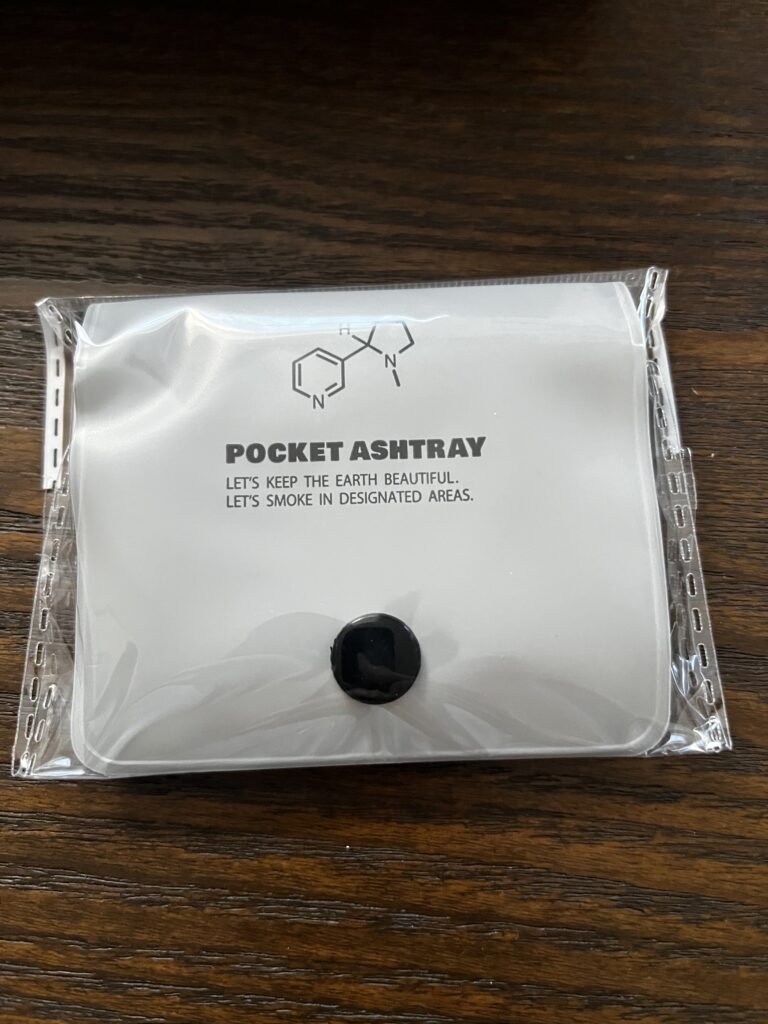 H
N
N
POCKET ASHTRAY
LET'S KEEP THE EARTH BEAUTIFUL.
LET'S SMOKE IN DESIGNATED AREAS.